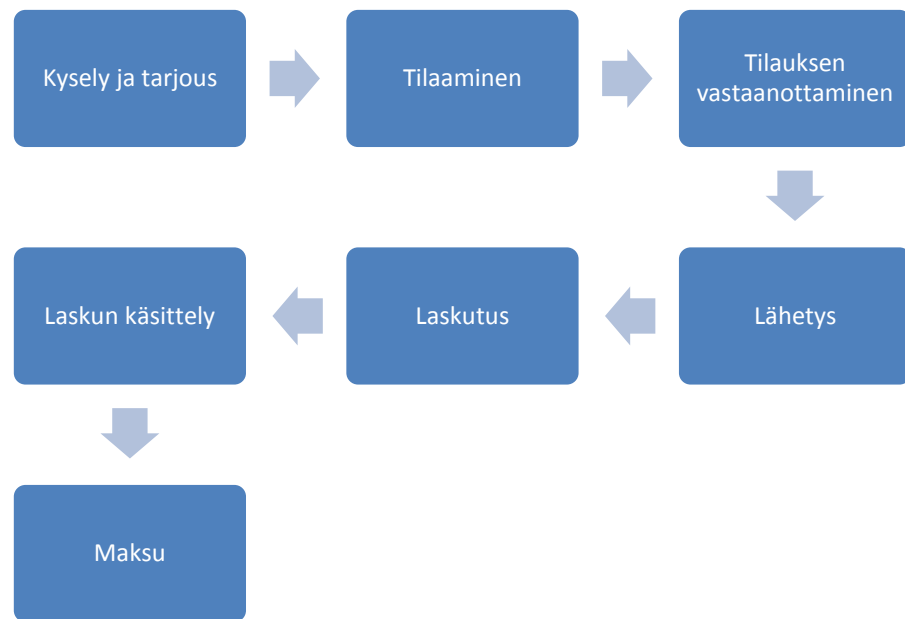 Kysely ja tarjous
Tilaaminen
Tilauksen
vastaanottaminen
Lähetys
Laskutus
Laskun käsittely
Maksu